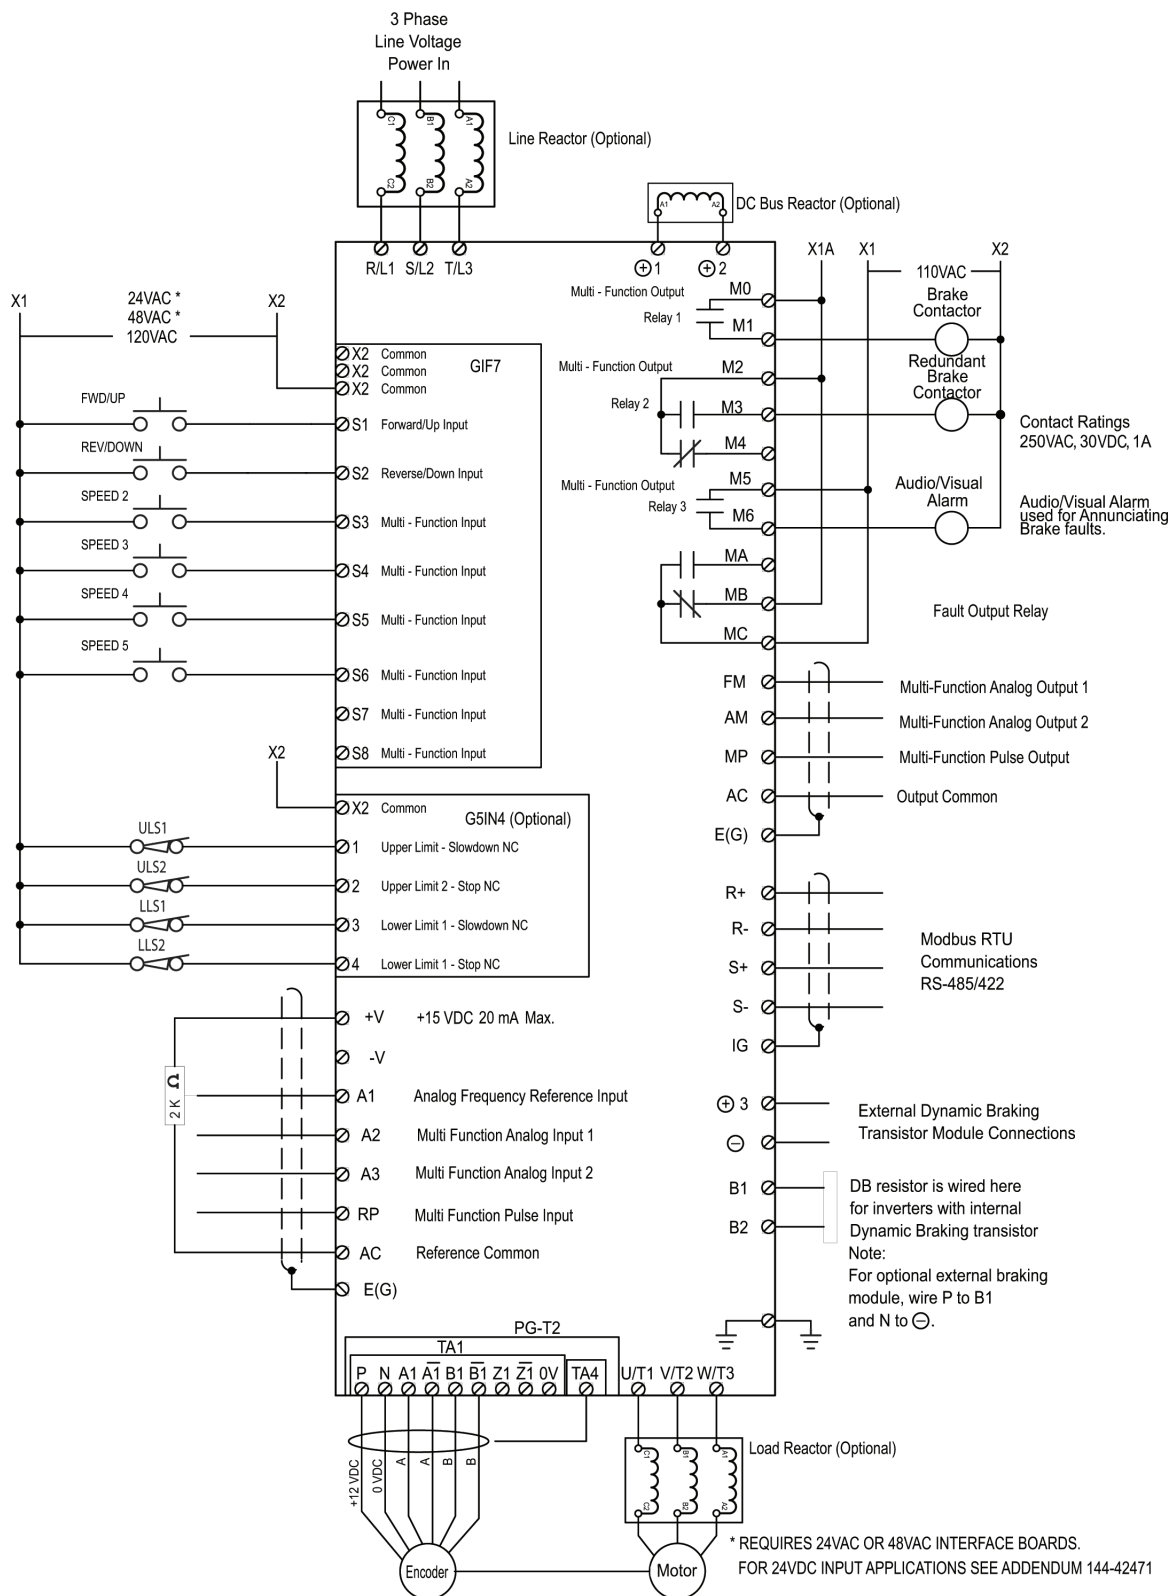 3 Phase
Line Voltage
Power In
C1
B1
A1
C2
B2
A2
Line Reactor (Optional)
A1
A2
DC Bus Reactor (Optional)
R/L1 S/L2 T/L3
+ 1
+ 2
X1A
X1
X2
110VAC
X1
24VAC *
48VAC *
120VAC
X2
Multi - Function Output
Relay 1
M0
M1
Brake
Contactor
X2 Common
X2 Common
X2 Common
GIF7
Multi - Function Output
Relay 2
M2
M3
M4
Redundant
Brake
Contactor
Contact Ratings
250VAC, 30VDC, 1A
FWD/UP
S1 Forward/Up Input
REV/DOWN
S2 Reverse/Down Input
Multi - Function Output
Relay 3
M5
M6
Audio/Visual
Alarm
Audio/Visual Alarm
used for Annunciating
Brake faults.
SPEED 2
S3 Multi - Function Input
SPEED 3
S4 Multi - Function Input
SPEED 4
S5 Multi - Function Input
SPEED 5
S6 Multi - Function Input
S7 Multi - Function Input
S8 Multi - Function Input
MA
MB
MC
Fault Output Relay
FM
Multi-Function Analog Output 1
AM
Multi-Function Analog Output 2
MP
Multi-Function Pulse Output
AC
Output Common
E(G)
X2
X2 Common
G5IN4 (Optional)
ULS1
1 Upper Limit - Slowdown NC
ULS2
2 Upper Limit 2 - Stop NC
LLS1
3 Lower Limit 1 - Slowdown NC
LLS2
4 Lower Limit 1 - Stop NC
R+
R-
S+
S-
IG
Modbus RTU
Communications
RS-485/422
+V +15 VDC 20 mA Max.
-V
2 K Ω
A1 Analog Frequency Reference Input
A2 Multi Function Analog Input 1
A3 Multi Function Analog Input 2
RP Multi Function Pulse Input
AC Reference Common
E(G)
+ 3
−
External Dynamic Braking
Transistor Module Connections
B1
B2
DB resistor is wired here
for inverters with internal
Dynamic Braking transistor
Note:
For optional external braking
module, wire P to B1
and N to ⊖.
PG-T2
TA1
P N A1 A̅1̅ B1 B̅1̅ Z1 Z̅1̅ 0V
TA4
U/T1 V/T2 W/T3
+12 VDC
0 VDC
A
A
B
B
C1
B1
A1
C2
B2
A2
Load Reactor (Optional)
Encoder
Motor
* REQUIRES 24VAC OR 48VAC INTERFACE BOARDS.
FOR 24VDC INPUT APPLICATIONS SEE ADDENDUM 144-42471